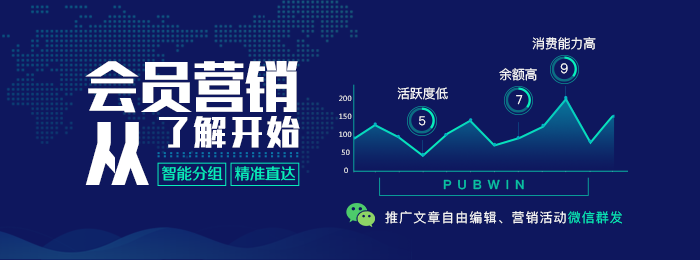 会员营销
从了解开始
智能分组 精准直达
消费能力高
9
余额高
7
活跃度低
5
200
150
100
50
0
PUBWIN
推广文章自由编辑、营销活动微信群发